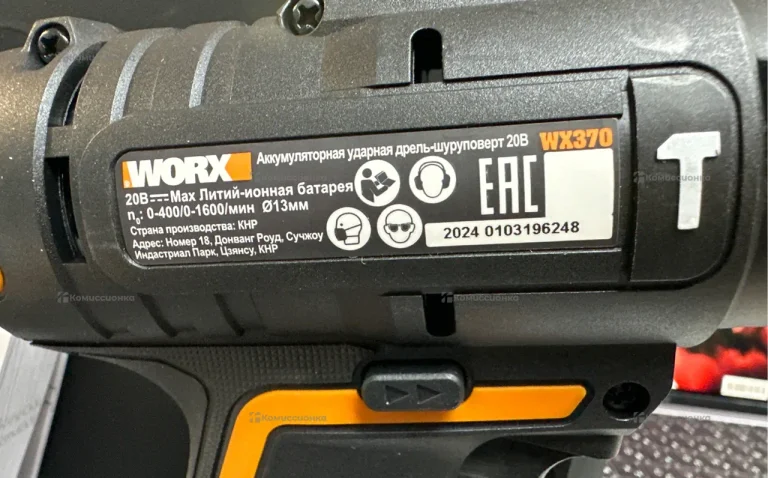 WORX
Аккумуляторная ударная дрель-шуруповерт 20В WX370
20В Max Литий-ионная батарея
n₀: 0-400/0-1600/мин Ø13мм
Страна производства: КНР
Адрес: Номер 18, Донванг Роуд, Сучжоу
Индастриал Парк, Цзянсу, КНР
EAC
2024 0103196248
T
Комиссионка
Комиссионка
Комиссионка
Комиссионка
Комиссионка
Комиссионка